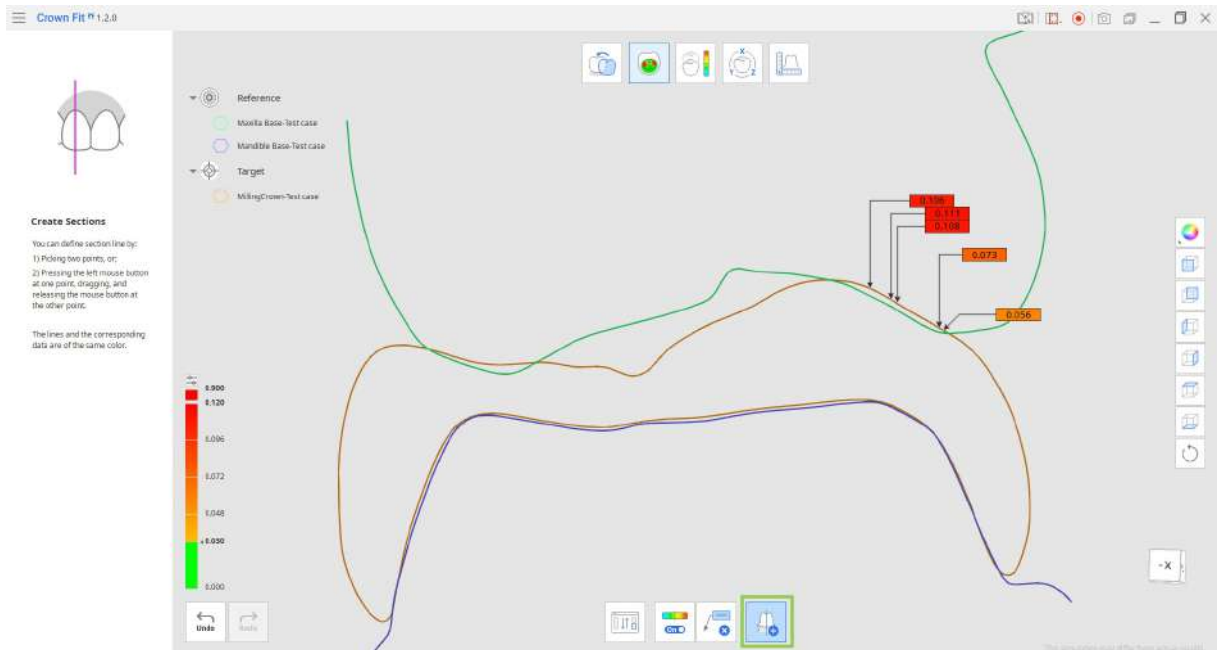 Crown Fit 1.2.0
Create Sections
You can define section line by:
1) Picking two points, or;
2) Pressing the left mouse button
at one point, dragging, and
releasing the mouse button at
the other point.
The lines and the corresponding
data are of the same color.
Reference
Maxilla Base-Test case
Mandible Base-Test case
Target
MillingCrown-Test case
0.106
0.111
0.108
0.073
0.056
0.900
0.120
0.096
0.072
0.048
0.030
0.000
X
Y
Z
-X
Undo
Redo
On